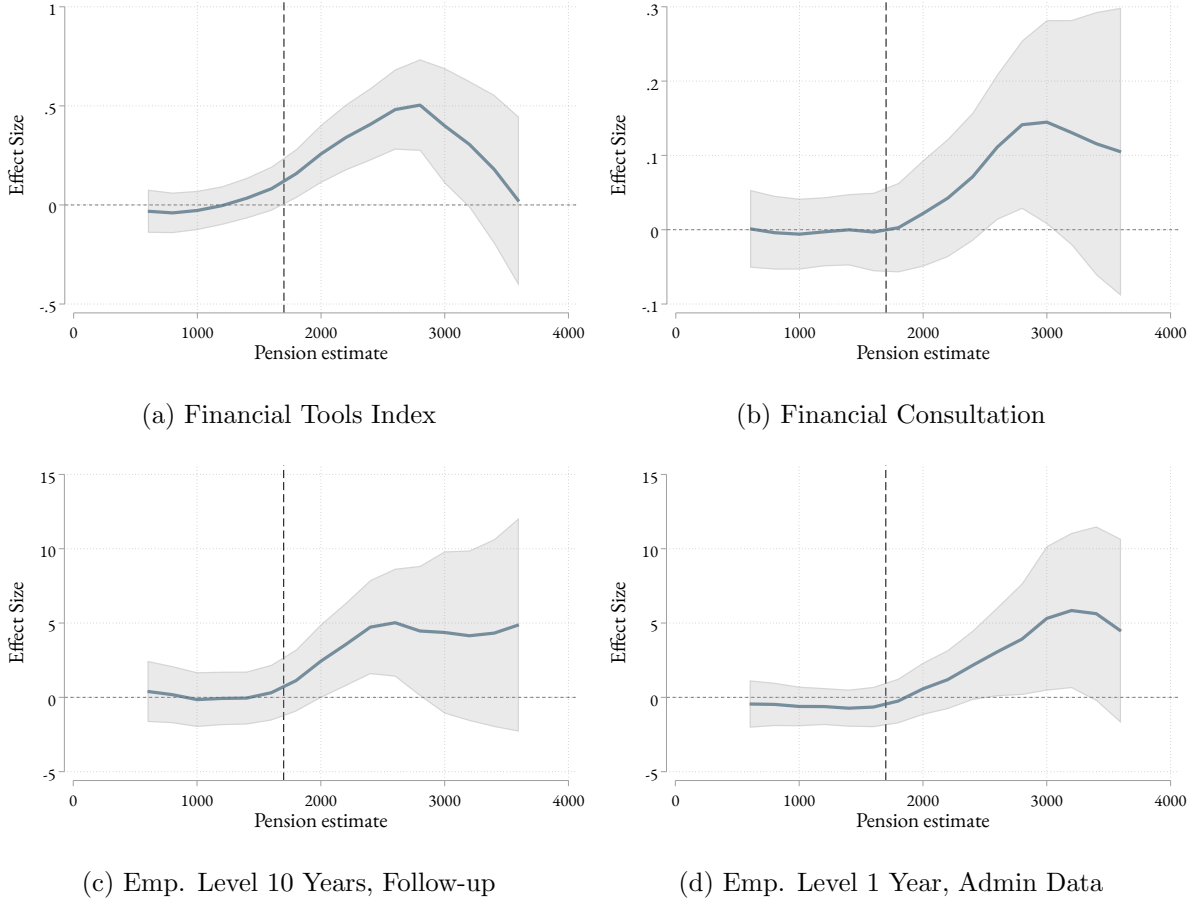 1
.5
0
-.5
Effect Size
0 1000 2000 3000 4000
Pension estimate
(a) Financial Tools Index
.3
.2
.1
0
-.1
Effect Size
0 1000 2000 3000 4000
Pension estimate
(b) Financial Consultation
15
10
5
0
-5
Effect Size
0 1000 2000 3000 4000
Pension estimate
(c) Emp. Level 10 Years, Follow-up
15
10
5
0
-5
Effect Size
0 1000 2000 3000 4000
Pension estimate
(d) Emp. Level 1 Year, Admin Data